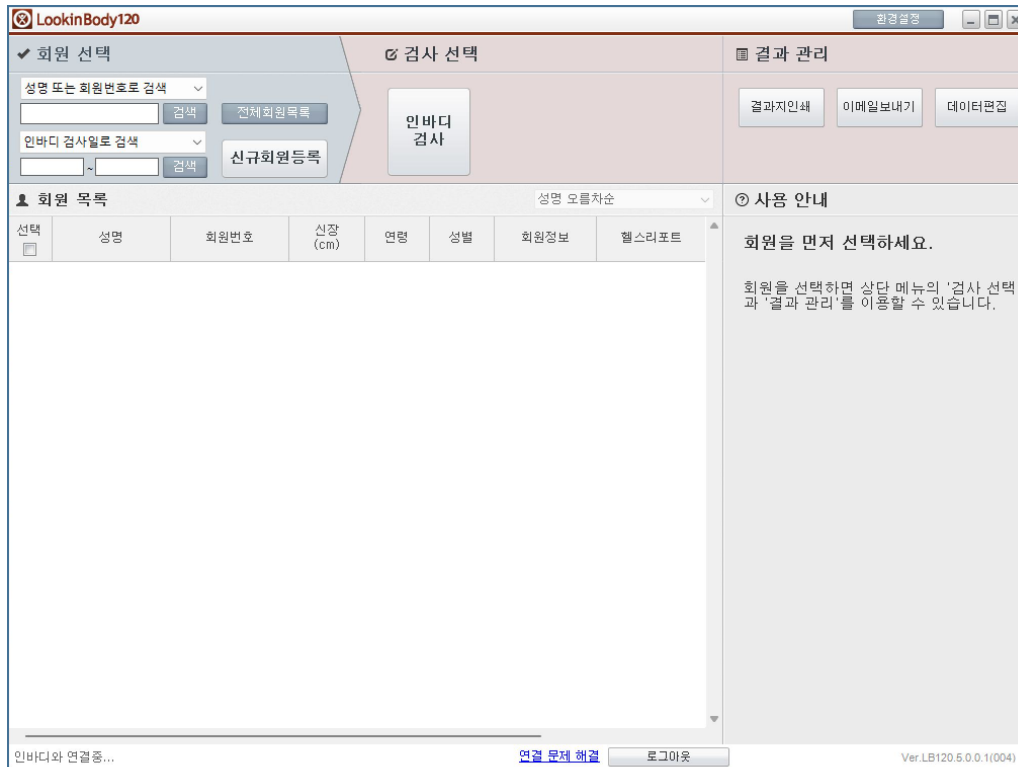 LookinBody120
환경설정
회원 선택
검사 선택
결과 관리
성명 또는 회원번호로 검색
검색
전체회원목록
인바디 검사일로 검색
~
검색
신규회원등록
인바디
검사
결과지인쇄
이메일보내기
데이터편집
회원 목록
성명 오름차순
사용 안내
선택
성명
회원번호
신장
(cm)
연령
성별
회원정보
헬스리포트
회원을 먼저 선택하세요.
회원을 선택하면 상단 메뉴의 '검사 선택
과 '결과 관리'를 이용할 수 있습니다.
인바디와 연결중...
연결 문제 해결
로그아웃
Ver.LB120.5.0.0.1(004)